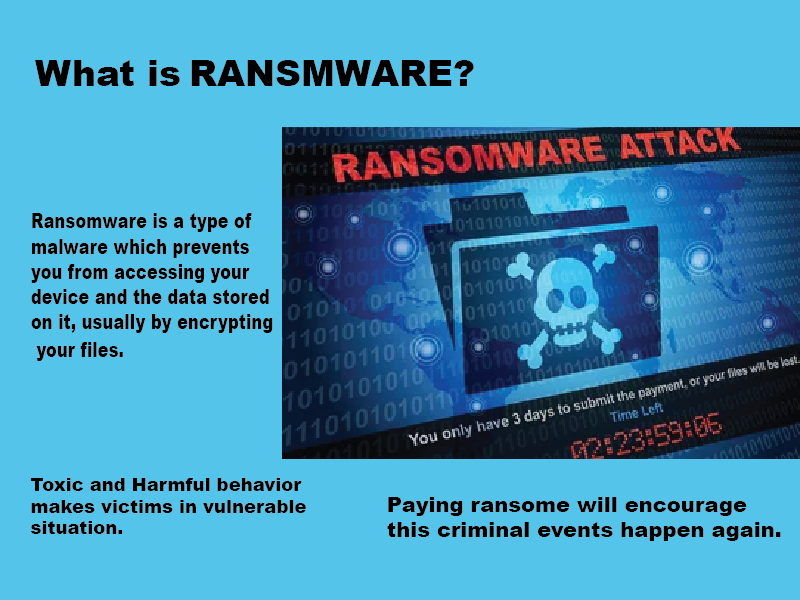 What is RANSMWARE?
RANSOMWARE ATTACK
Ransomware is a type of
malware which prevents
you from accessing your
device and the data stored
on it, usually by encrypting
your files.
You only have 3 days to submit the payment, or your files will be lost.
Time Left
02:23:59:06
Toxic and Harmful behavior
makes victims in vulnerable
situation.
Paying ransome will encourage
this criminal events happen again.